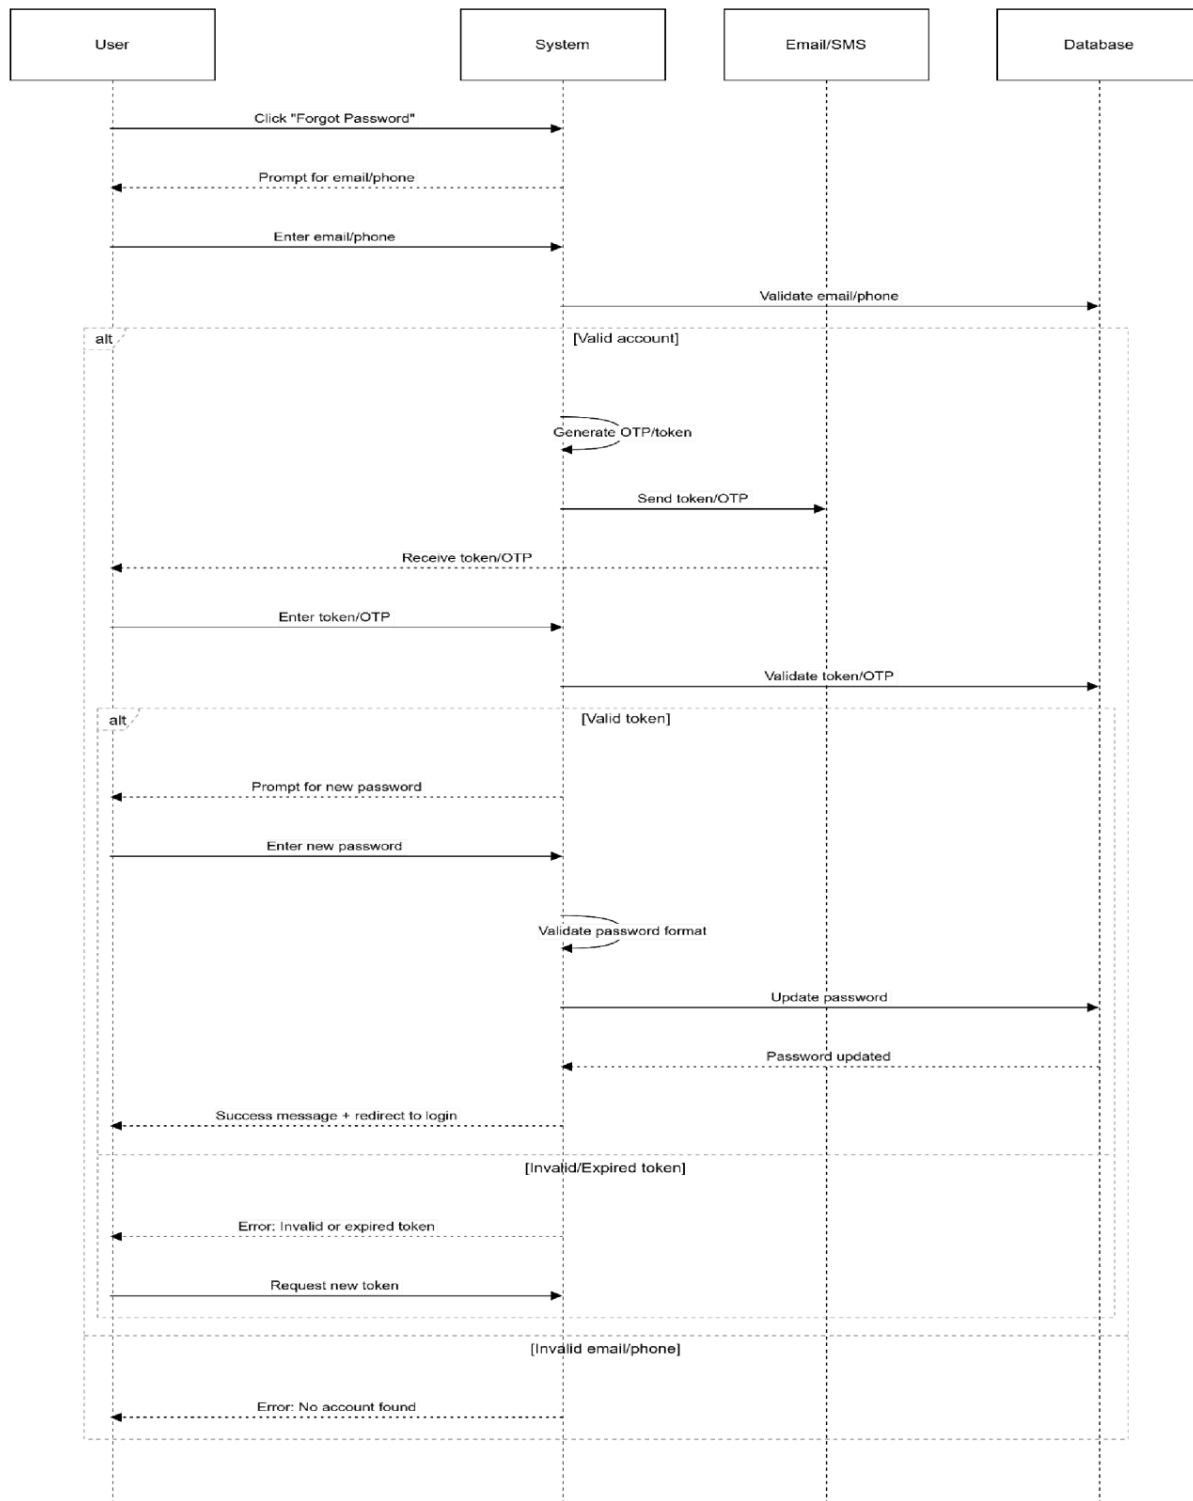 User
System
Email/SMS
Database
Click "Forgot Password"
Prompt for email/phone
Enter email/phone
Validate email/phone
alt
[Valid account]
Generate OTP/token
Send token/OTP
Receive token/OTP
Enter token/OTP
Validate token/OTP
alt
[Valid token]
Prompt for new password
Enter new password
Validate password format
Update password
Password updated
Success message + redirect to login
[Invalid/Expired token]
Error: Invalid or expired token
Request new token
[Invalid email/phone]
Error: No account found